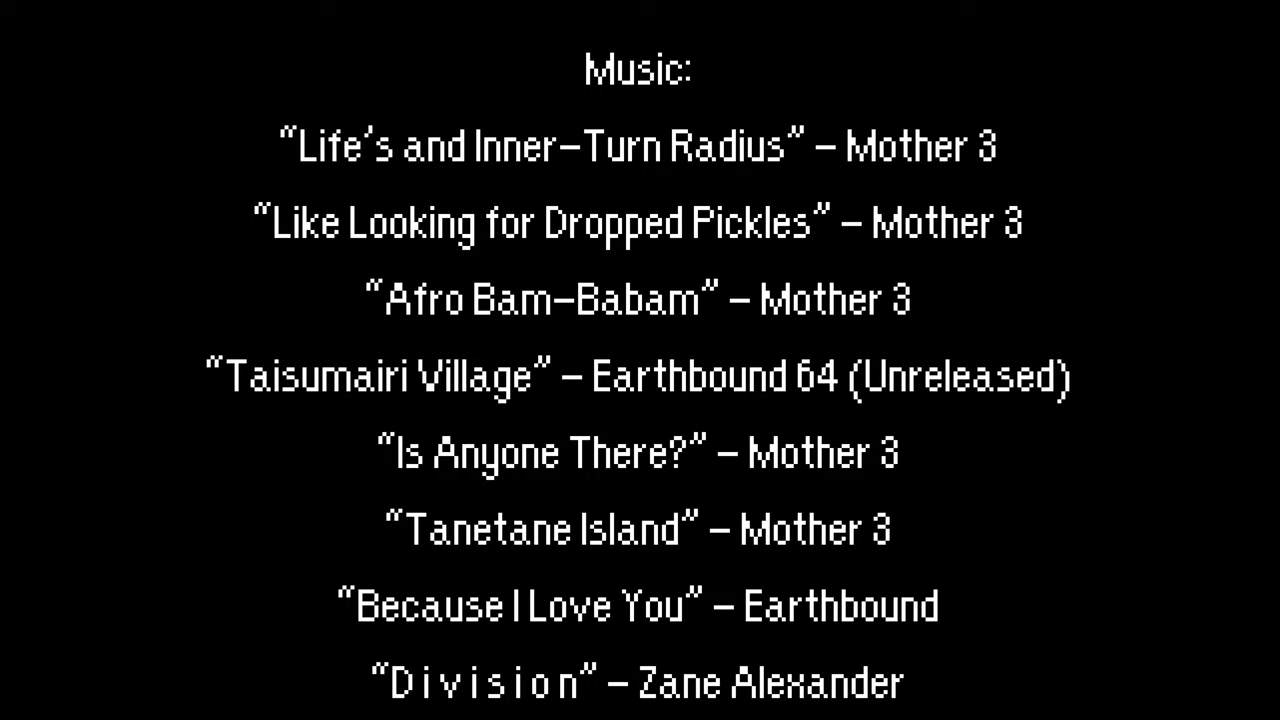 Music:
"Life's and Inner-Turn Radius" - Mother 3
"Like Looking for Dropped Pickles" - Mother 3
"Afro Bam-Babam" - Mother 3
"Taisumairi Village" - Earthbound 64 (Unreleased)
"Is Anyone There?" - Mother 3
"Tanetane Island" - Mother 3
"Because I Love You" - Earthbound
"D i v i s i o n" - Zane Alexander